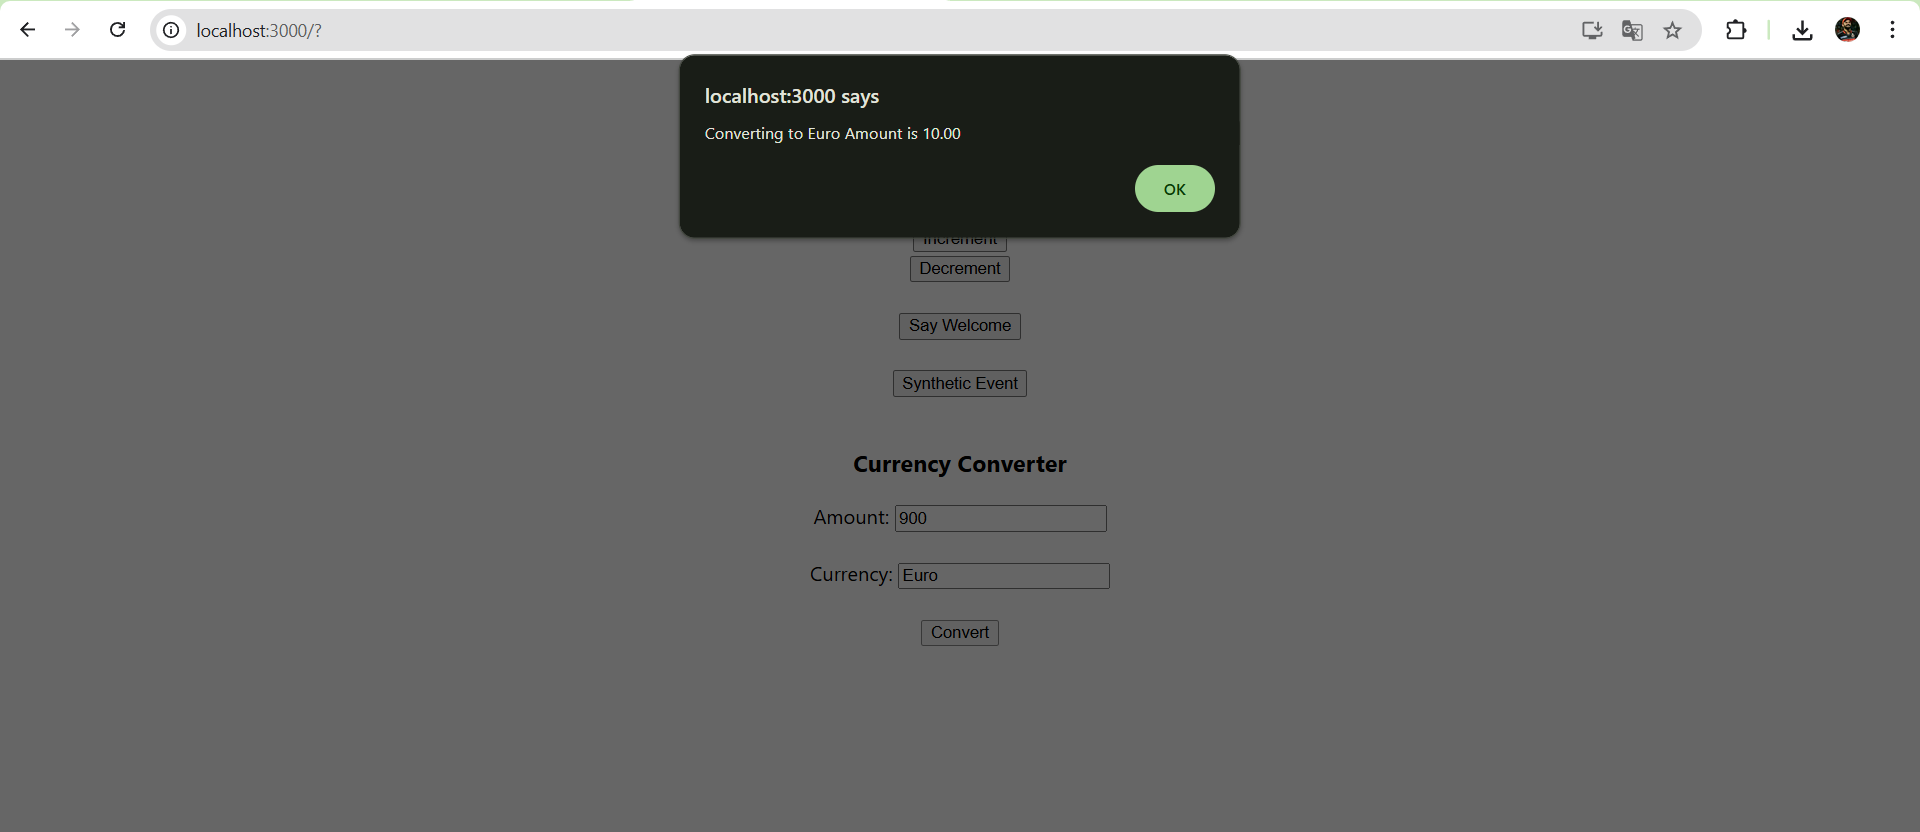 localhost:3000/?
localhost:3000 says
Converting to Euro Amount is 10.00
OK
Increment
Decrement
Say Welcome
Synthetic Event
Currency Converter
Amount: 900
Currency: Euro
Convert